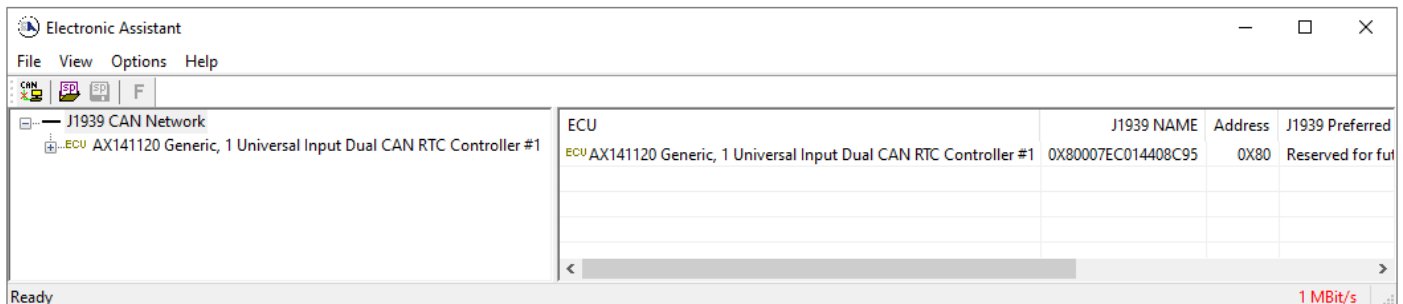 Electronic Assistant
File View Options Help
CAN SP SP F
J1939 CAN Network
ECU AX141120 Generic, 1 Universal Input Dual CAN RTC Controller #1
ECU J1939 NAME Address J1939 Preferred
ECU AX141120 Generic, 1 Universal Input Dual CAN RTC Controller #1 0X80007EC014408C95 0X80 Reserved for fut
Ready 1 MBit/s